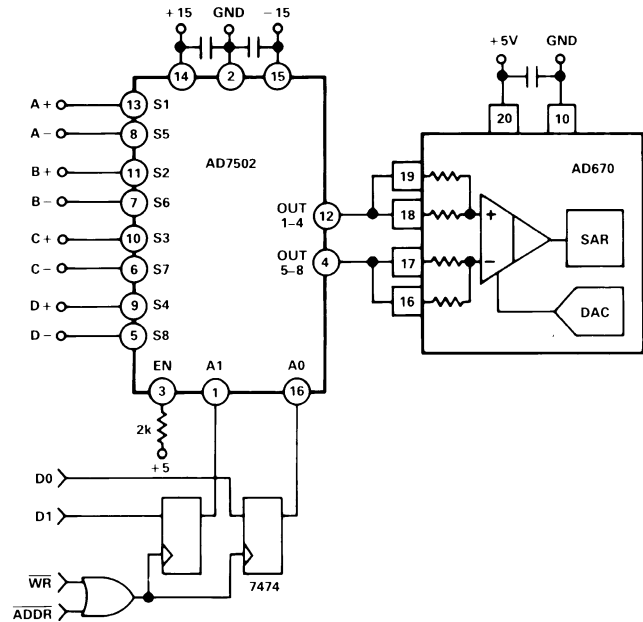 +15 GND −15
14 2 15
+5V GND
20 10
A+ 13 S1
A− 8 S5
B+ 11 S2
B− 7 S6
C+ 10 S3
C− 6 S7
D+ 9 S4
D− 5 S8
AD7502
OUT
1–4
12
OUT
5–8
4
19
18
17
16
AD670
+
−
SAR
DAC
EN A1 A0
3 1 16
2k
+5
D0
D1
WR
ADDR
7474